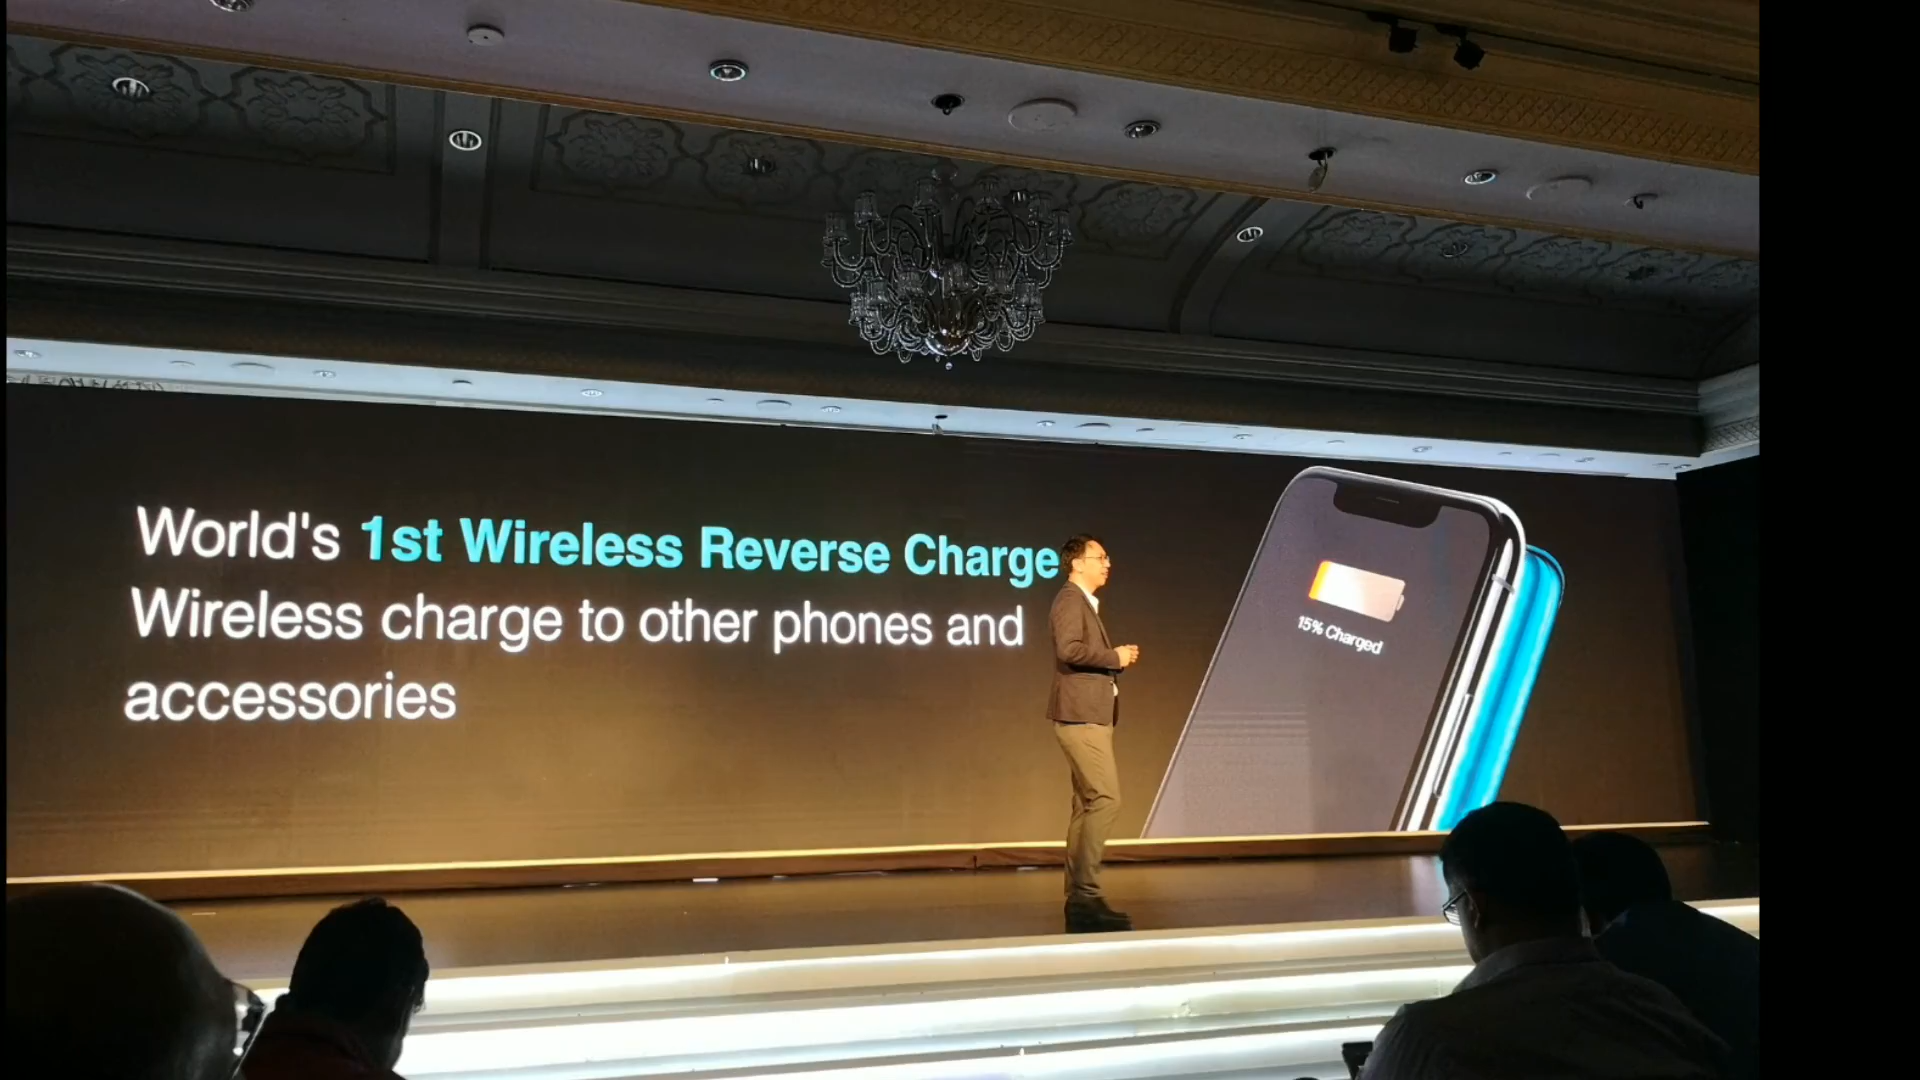 World's 1st Wireless Reverse Charge
Wireless charge to other phones and
accessories
15% Charged